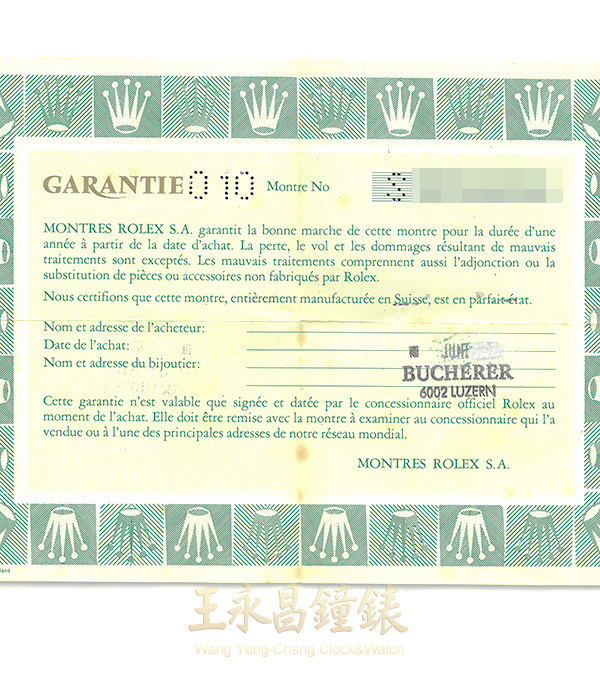 GARANTIE 010 Montre No S
MONTRES ROLEX S.A. garantit la bonne marche de cette montre pour la durée d'une
année à partir de la date d'achat. La perte, le vol et les dommages résultant de mauvais
traitements sont exceptés. Les mauvais traitements comprennent aussi l'adjonction ou la
substitution de pièces ou accessoires non fabriqués par Rolex.
Nous certifions que cette montre, entièrement manufacturée en Suisse, est en parfait état.
Nom et adresse de l'acheteur:
Date de l'achat:
Nom et adresse du bijoutier:
BUCHERER
6002 LUZERN
Cette garantie n'est valable que signée et datée par le concessionnaire officiel Rolex au
moment de l'achat. Elle doit être remise avec la montre à examiner au concessionnaire qui l'a
vendue ou à l'une des principales adresses de notre réseau mondial.
MONTRES ROLEX S.A.
王永昌鐘錶
Wang Yung-Chang Clock&Watch